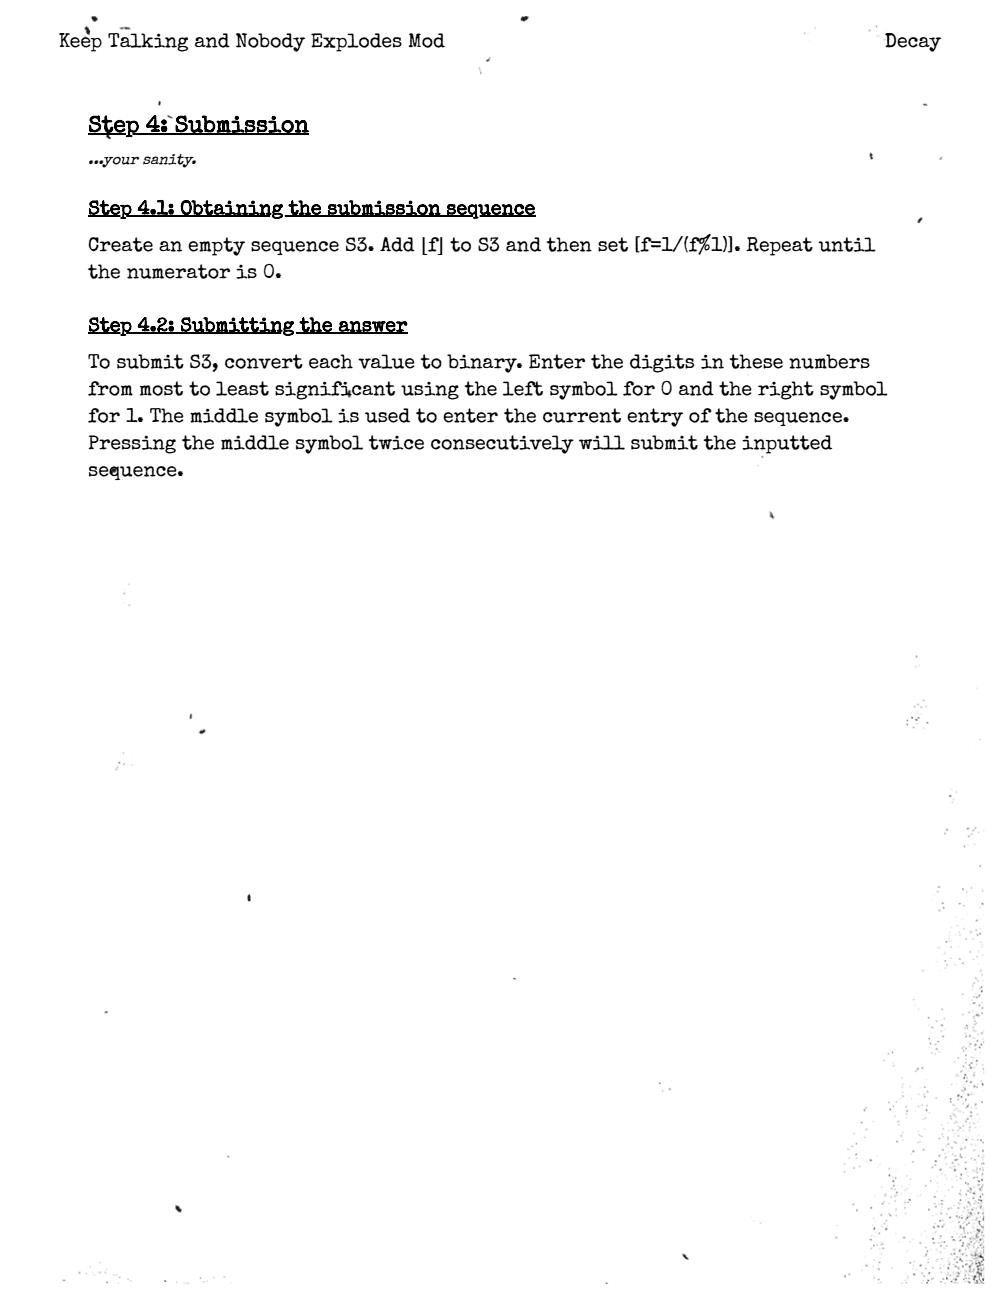 Keep Talking and Nobody Explodes Mod
Decay
Step 4: Submission
...your sanity.
Step 4.1: Obtaining the submission sequence
Create an empty sequence S3. Add ⌊f⌋ to S3 and then set [f=1/(f%1)]. Repeat until
the numerator is 0.
Step 4.2: Submitting the answer
To submit S3, convert each value to binary. Enter the digits in these numbers
from most to least significant using the left symbol for 0 and the right symbol
for 1. The middle symbol is used to enter the current entry of the sequence.
Pressing the middle symbol twice consecutively will submit the inputted
sequence.